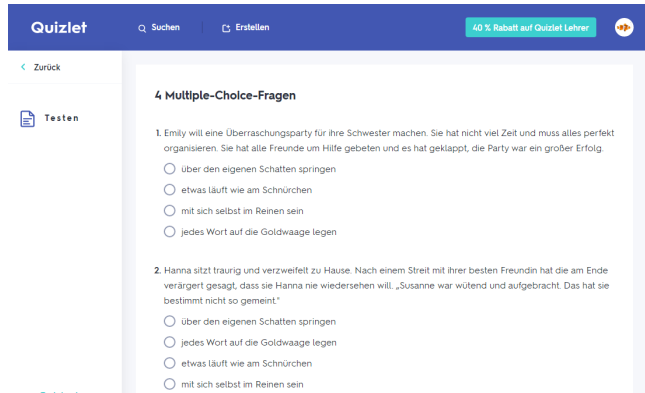 Quizlet
Suchen
Erstellen
40 % Rabatt auf Quizlet Lehrer
Zurück
Testen
4 Multiple-Choice-Fragen
1. Emily will eine Überraschungsparty für ihre Schwester machen. Sie hat nicht viel Zeit und muss alles perfekt
organisieren. Sie hat alle Freunde um Hilfe gebeten und es hat geklappt, die Party war ein großer Erfolg.
über den eigenen Schatten springen
etwas läuft wie am Schnürchen
mit sich selbst im Reinen sein
jedes Wort auf die Goldwaage legen
2. Hanna sitzt traurig und verzweifelt zu Hause. Nach einem Streit mit ihrer besten Freundin hat die am Ende
verärgert gesagt, dass sie Hanna nie wiedersehen will. „Susanne war wütend und aufgebracht. Das hat sie
bestimmt nicht so gemeint."
über den eigenen Schatten springen
jedes Wort auf die Goldwaage legen
etwas läuft wie am Schnürchen
mit sich selbst im Reinen sein